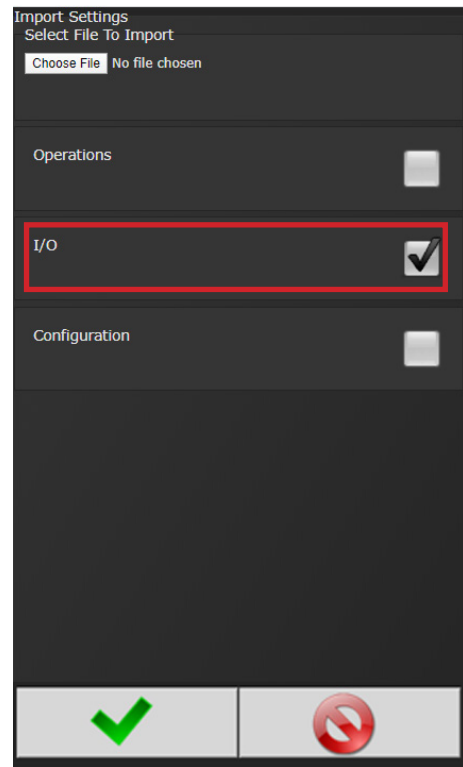 Import Settings
Select File To Import
Choose File No file chosen
Operations
I/O
Configuration